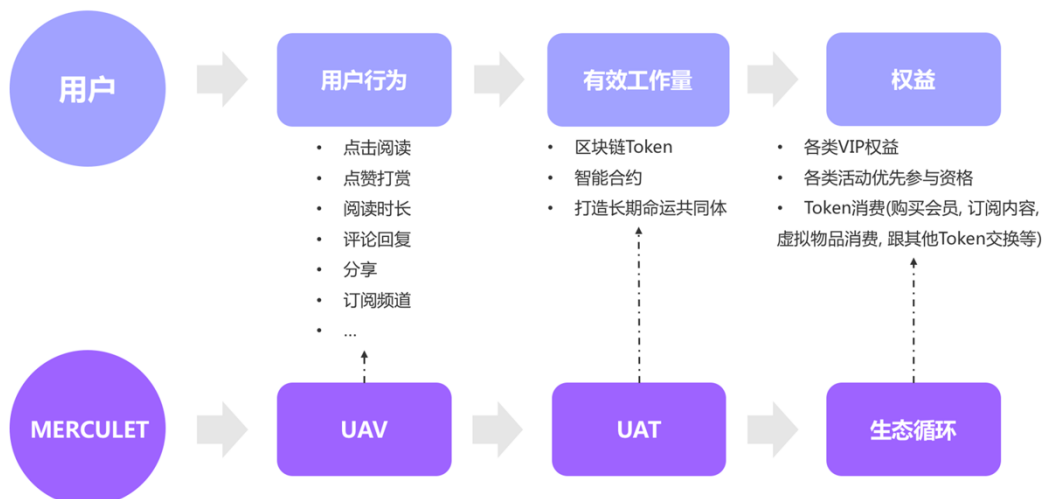 用户
用户行为
有效工作量
权益
• 点击阅读
• 点赞打赏
• 阅读时长
• 评论回复
• 分享
• 订阅频道
• ...
• 区块链Token
• 智能合约
• 打造长期命运共同体
• 各类VIP权益
• 各类活动优先参与资格
• Token消费(购买会员, 订阅内容,
虚拟物品消费, 跟其他Token交换等)
MERCULET
UAV
UAT
生态循环